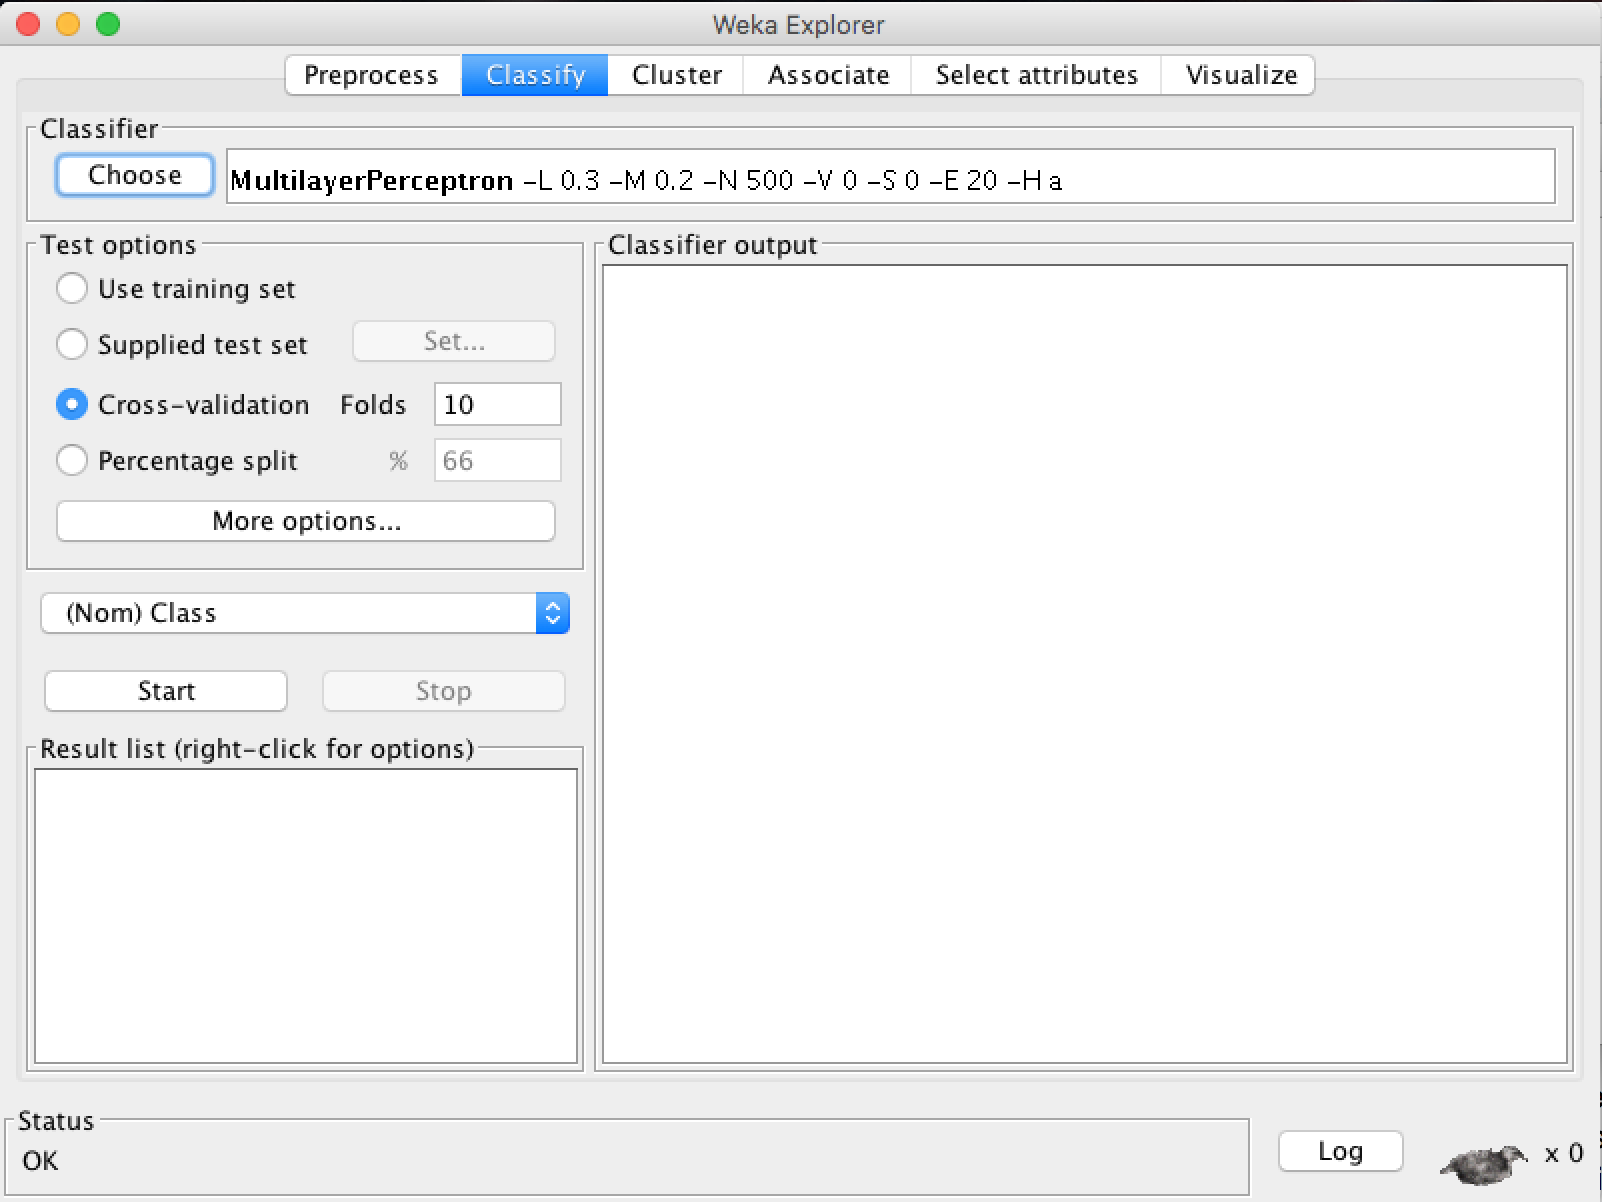 Weka Explorer
Preprocess Classify Cluster Associate Select attributes Visualize
Classifier
Choose MultilayerPerceptron -L 0.3 -M 0.2 -N 500 -V 0 -S 0 -E 20 -H a
Test options
Use training set
Supplied test set Set...
Cross-validation Folds 10
Percentage split % 66
More options...
(Nom) Class
Start Stop
Result list (right-click for options)
Classifier output
Status
OK
Log x 0